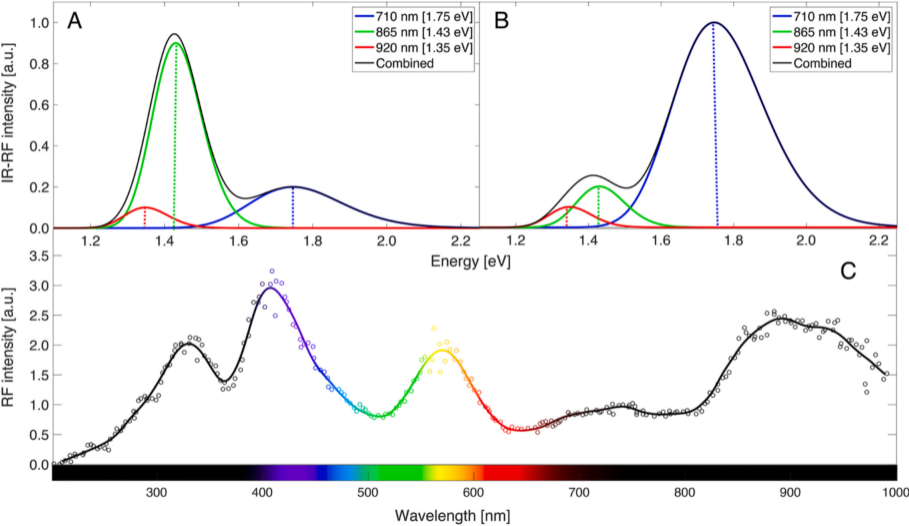 A
710 nm [1.75 eV]
865 nm [1.43 eV]
920 nm [1.35 eV]
Combined
B
710 nm [1.75 eV]
865 nm [1.43 eV]
920 nm [1.35 eV]
Combined
IR-RF intensity [a.u.]
1.0
0.8
0.6
0.4
0.2
0.0
1.2 1.4 1.6 1.8 2.0 2.2 1.2 1.4 1.6 1.8 2.0 2.2
Energy [eV]
C
RF intensity [a.u.]
3.5
3.0
2.5
2.0
1.5
1.0
0.5
0.0
300 400 500 600 700 800 900 1000
Wavelength [nm]